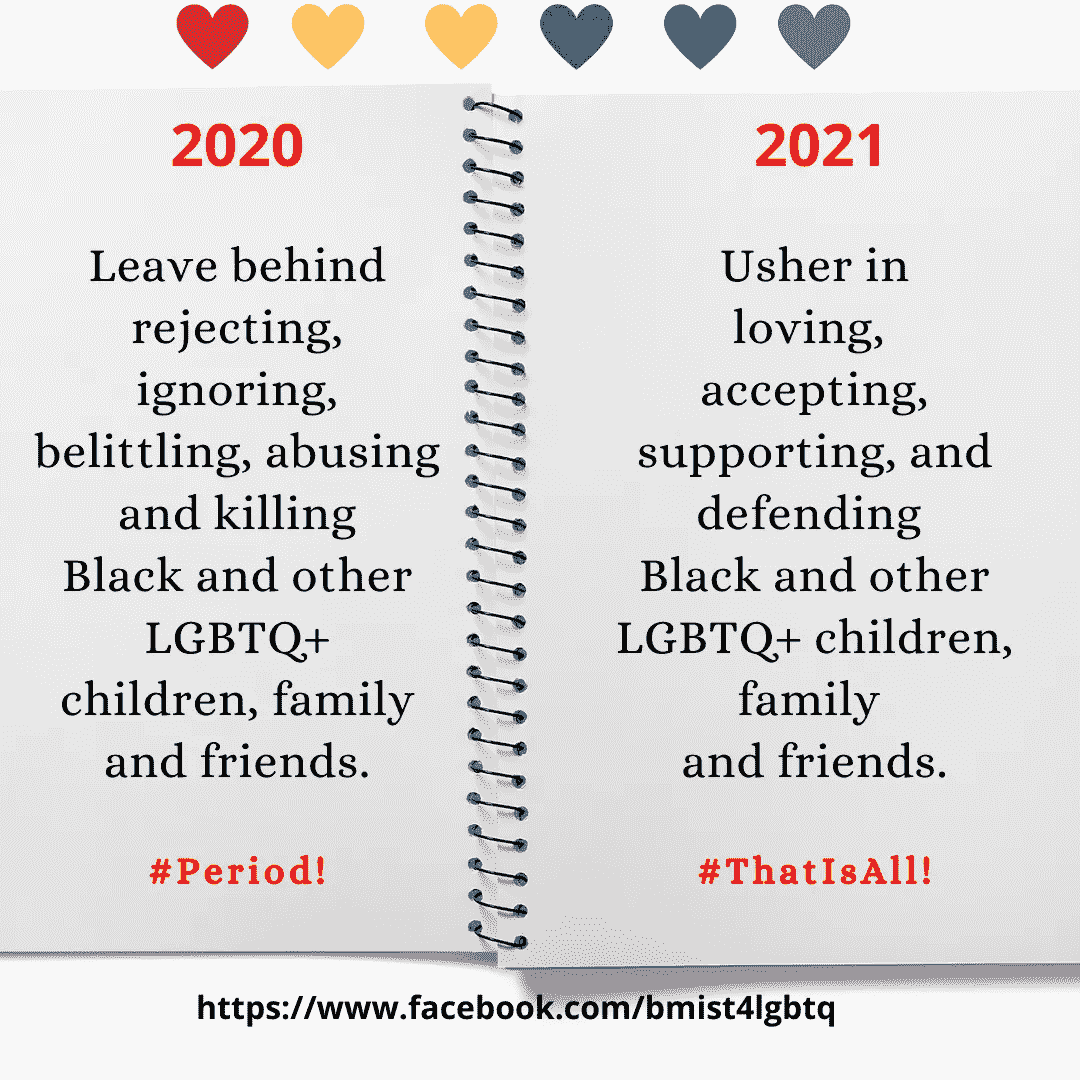 2020
Leave behind
rejecting,
ignoring,
belittling, abusing
and killing
Black and other
LGBTQ+
children, family
and friends.
#Period!
2021
Usher in
loving,
accepting,
supporting, and
defending
Black and other
LGBTQ+ children,
family
and friends.
#ThatIsAll!
https://www.facebook.com/bmist4lgbtq